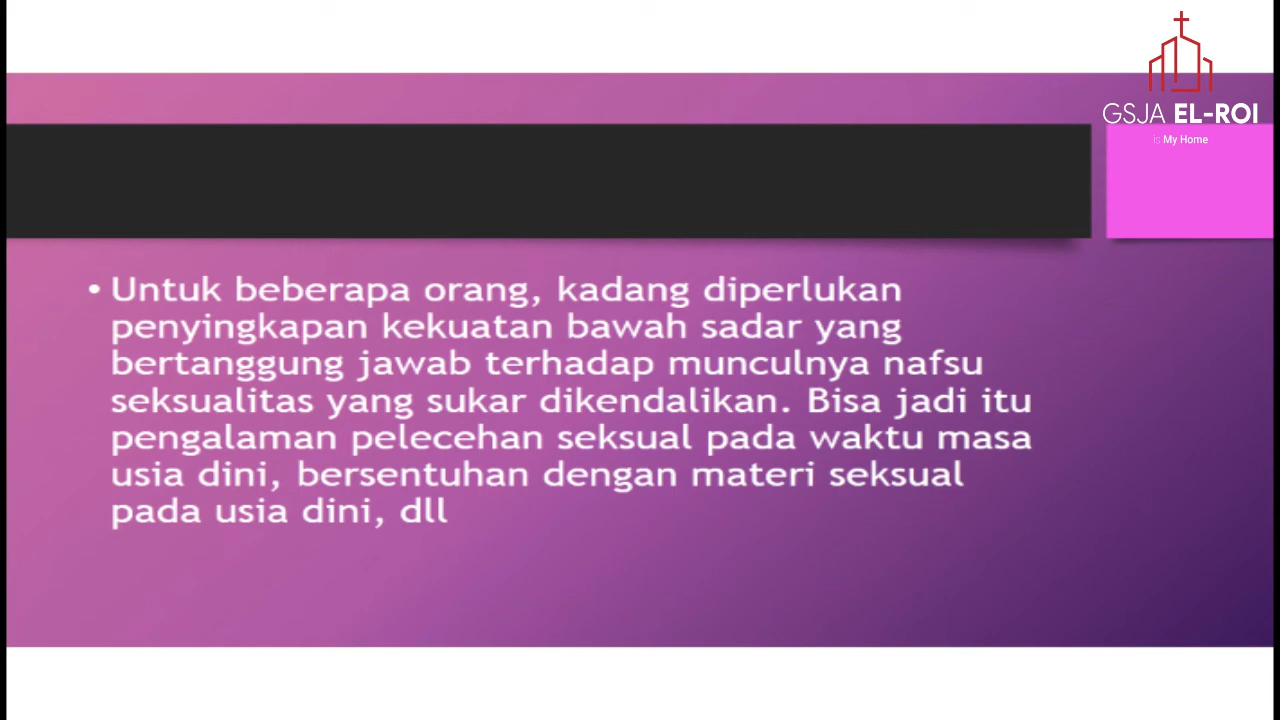 GSJA EL-ROI
is My Home
• Untuk beberapa orang, kadang diperlukan
penyingkapan kekuatan bawah sadar yang
bertanggung jawab terhadap munculnya nafsu
seksualitas yang sukar dikendalikan. Bisa jadi itu
pengalaman pelecehan seksual pada waktu masa
usia dini, bersentuhan dengan materi seksual
pada usia dini, dll